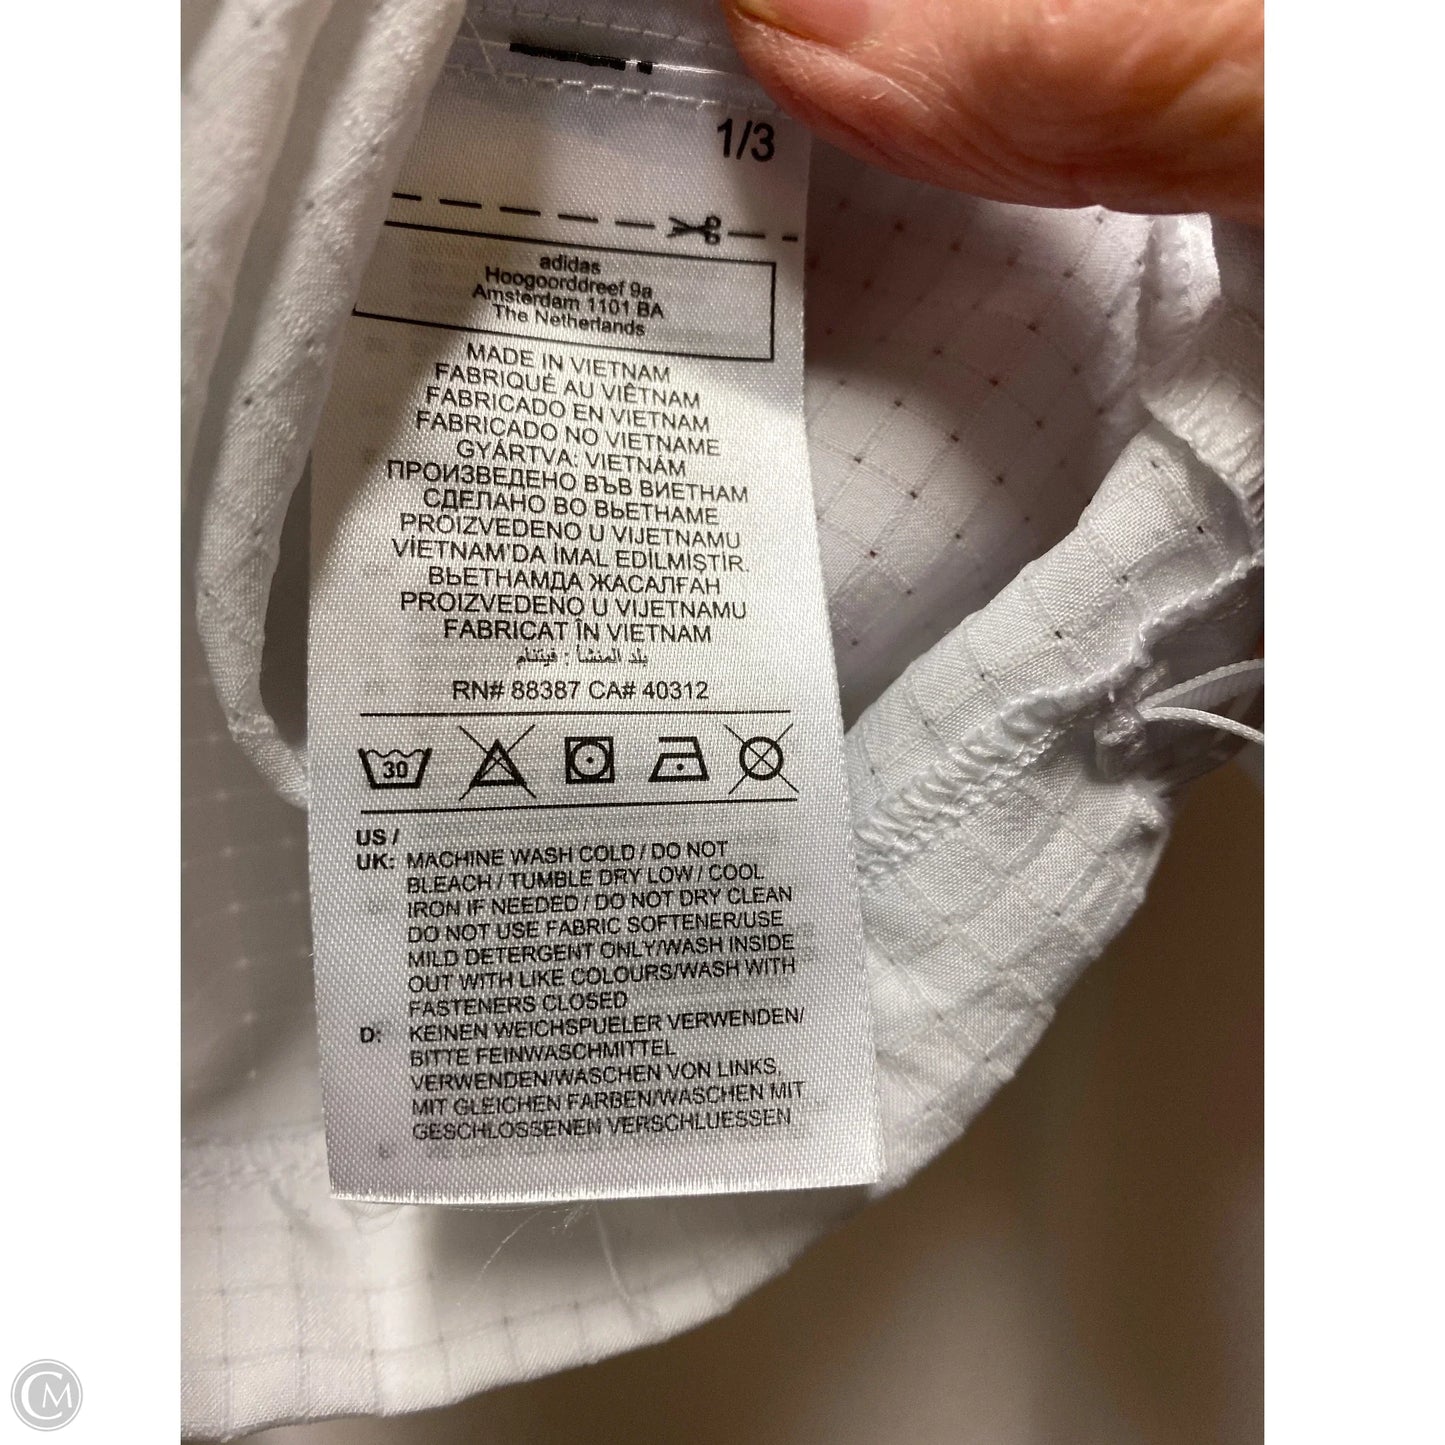 1/3
adidas
Hoogoorddreef 9a
Amsterdam 1101 BA
The Netherlands
MADE IN VIETNAM
FABRIQUÉ AU VIÊTNAM
FABRICADO EN VIETNAM
FABRICADO NO VIETNAME
GYÁRTVA: VIETNÁM
ПРОИЗВЕДЕНО ВЪВ ВИЕТНАМ
СДЕЛАНО ВО ВЬЕТНАМЕ
PROIZVEDENO U VIJETNAMU
VİETNAM'DA İMAL EDİLMİŞTİR.
ВЬЕТНАМДА ЖАСАЛҒАН
PROIZVEDENO U VIJETNAMU
FABRICAT ÎN VIETNAM
بلد المنشأ : فيتنام
RN# 88387 CA# 40312
30
US /
UK: MACHINE WASH COLD / DO NOT
BLEACH / TUMBLE DRY LOW / COOL
IRON IF NEEDED / DO NOT DRY CLEAN
DO NOT USE FABRIC SOFTENER/USE
MILD DETERGENT ONLY/WASH INSIDE
OUT WITH LIKE COLOURS/WASH WITH
FASTENERS CLOSED
D: KEINEN WEICHSPUELER VERWENDEN/
BITTE FEINWASCHMITTEL
VERWENDEN/WASCHEN VON LINKS,
MIT GLEICHEN FARBEN/WASCHEN MIT
GESCHLOSSENEN VERSCHLUESSEN
CM